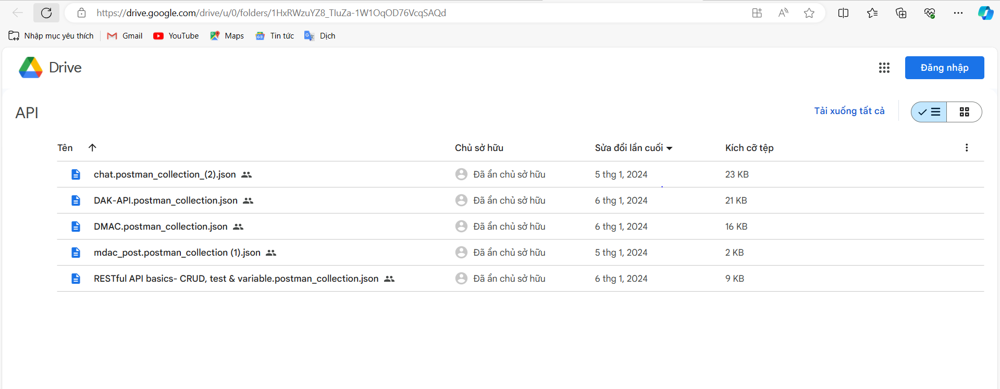 https://drive.google.com/drive/u/0/folders/1HxRWzuYZ8_TIuZa-1W1OqOD76VcqSAQd
Nhập mục yêu thích Gmail YouTube Maps Tin tức Dịch
Drive Đăng nhập
API Tải xuống tất cả
Tên Chủ sở hữu Sửa đổi lần cuối Kích cỡ tệp
chat.postman_collection_(2).json Đã ẩn chủ sở hữu 5 thg 1, 2024 23 KB
DAK-API.postman_collection.json Đã ẩn chủ sở hữu 6 thg 1, 2024 21 KB
DMAC.postman_collection.json Đã ẩn chủ sở hữu 6 thg 1, 2024 16 KB
mdac_post.postman_collection (1).json Đã ẩn chủ sở hữu 5 thg 1, 2024 2 KB
RESTful API basics- CRUD, test & variable.postman_collection.json Đã ẩn chủ sở hữu 6 thg 1, 2024 9 KB